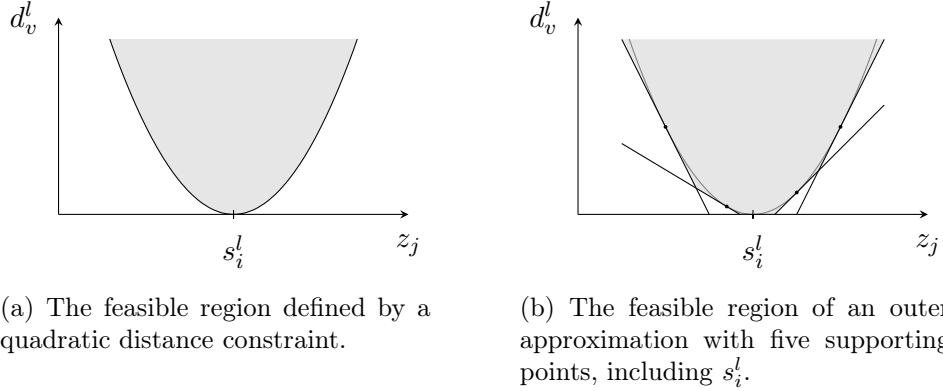 d_v^l
d_v^l
s_i^l
z_j
s_i^l
z_j
(a) The feasible region defined by a
quadratic distance constraint.
(b) The feasible region of an outer
approximation with five supporting
points, including s_i^l.